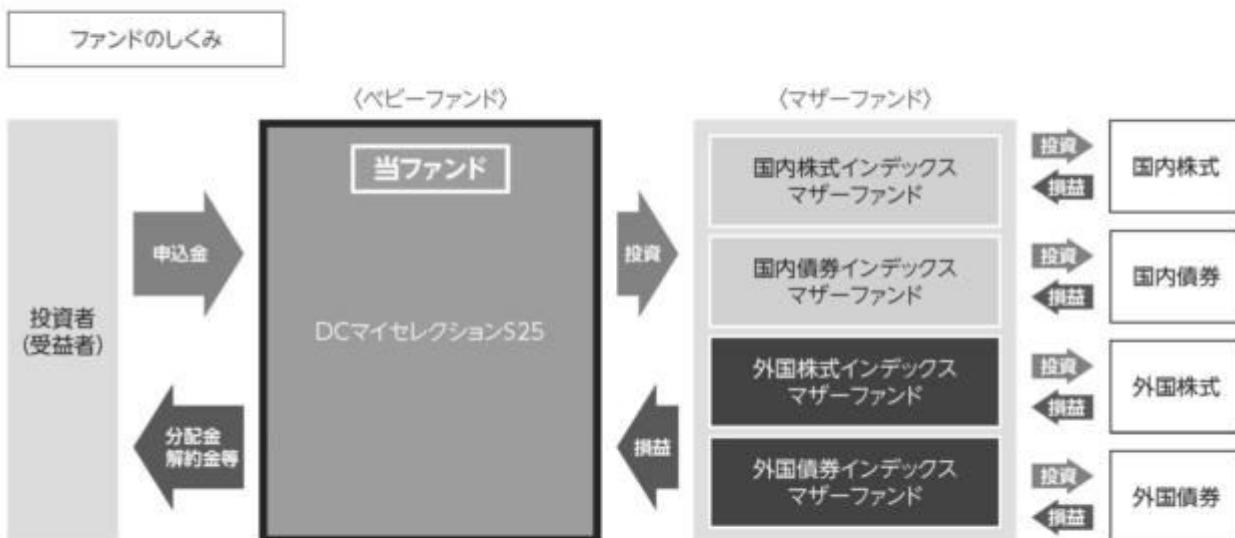 ファンドのしくみ
〈ベビーファンド〉
〈マザーファンド〉
投資者
(受益者)
申込金
分配金
解約金等
当ファンド
DCマイセレクションS25
投資
損益
国内株式インデックス
マザーファンド
国内債券インデックス
マザーファンド
外国株式インデックス
マザーファンド
外国債券インデックス
マザーファンド
投資
損益
国内株式
投資
損益
国内債券
投資
損益
外国株式
投資
損益
外国債券